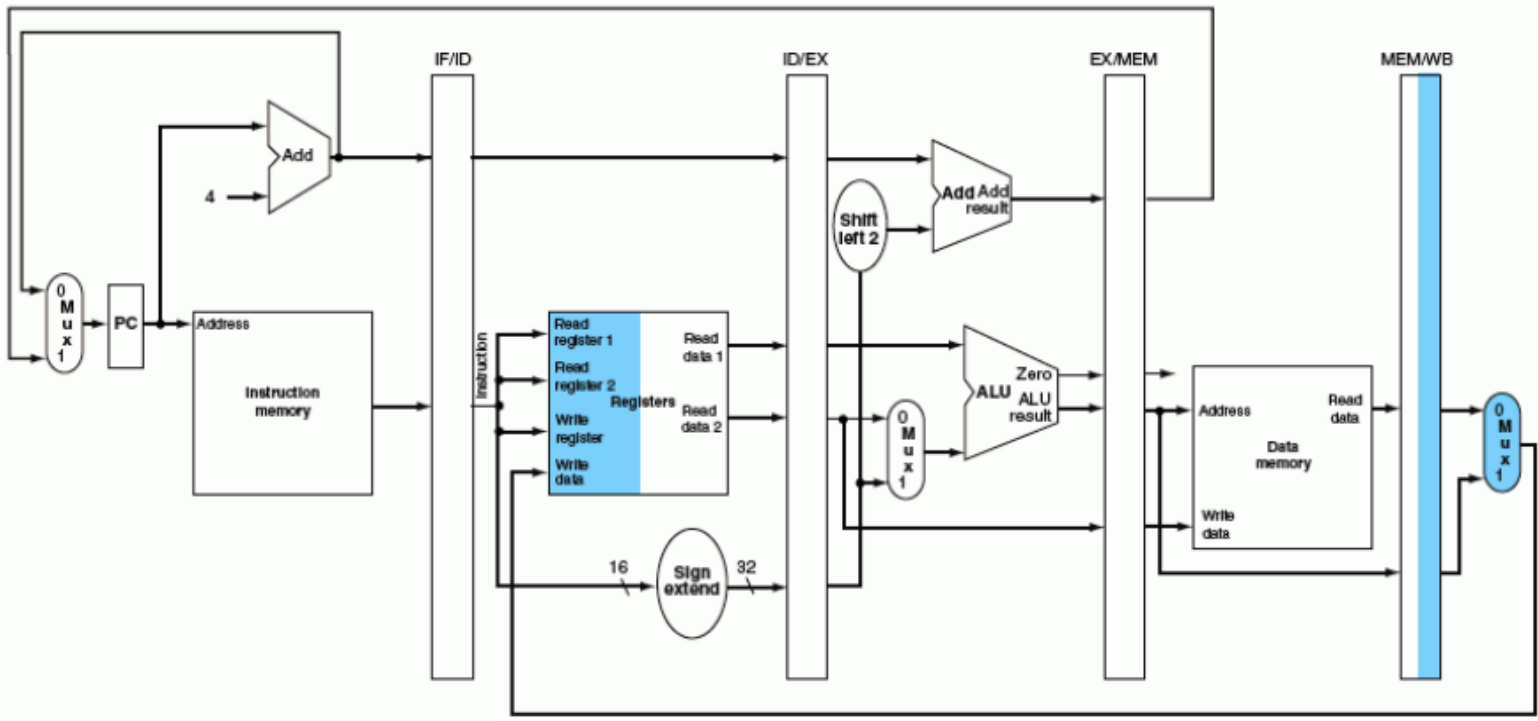 IF/ID
ID/EX
EX/MEM
MEM/WB
Add
4
Add Add
result
Shift
left 2
0
M
u
x
1
PC
Address
Instruction
memory
Instruction
Read
register 1
Read
register 2
Registers
Write
register
Write
data
Read
data 1
Read
data 2
16
Sign
extend
32
0
M
u
x
1
Zero
ALU
ALU
result
Address
Read
data
Data
memory
Write
data
0
M
u
x
1